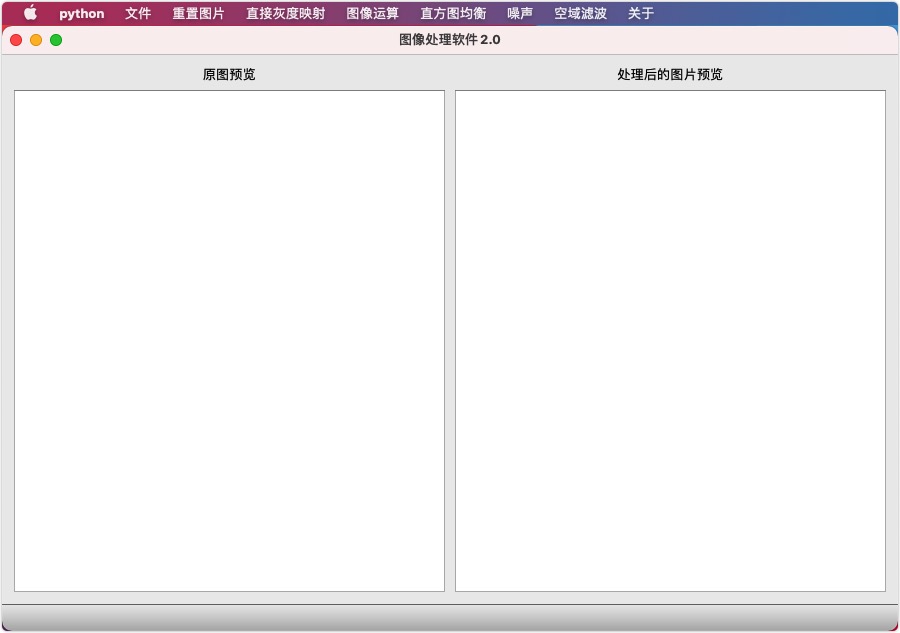 python 文件 重置图片 直接灰度映射 图像运算 直方图均衡 噪声 空域滤波 关于
图像处理软件2.0
原图预览 处理后的图片预览